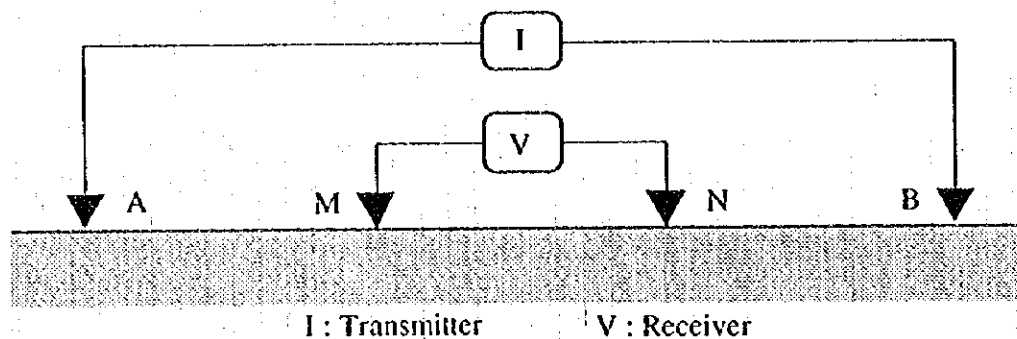 I
V
A M N B
I : Transmitter V : Receiver